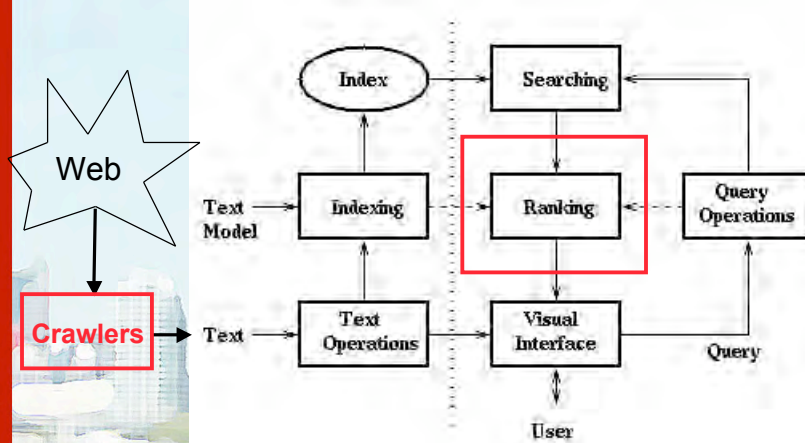 Index
Searching
Web
Text
Model
Indexing
Ranking
Query
Operations
Crawlers
Text
Text
Operations
Visual
Interface
Query
User